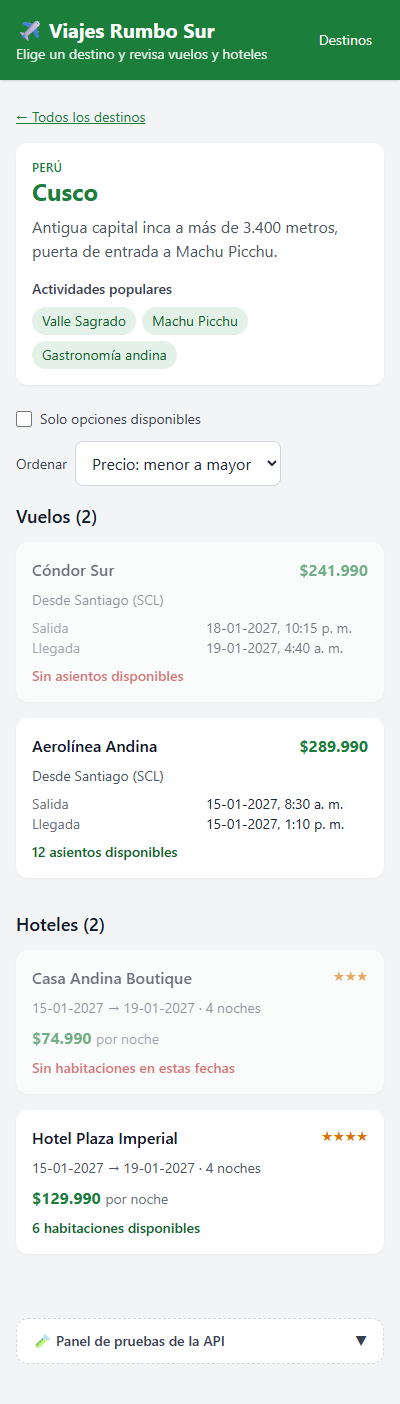 Viajes Rumbo Sur
Elige un destino y revisa vuelos y hoteles
Destinos
← Todos los destinos
PERÚ
Cusco
Antigua capital inca a más de 3.400 metros,
puerta de entrada a Machu Picchu.
Actividades populares
Valle Sagrado
Machu Picchu
Gastronomía andina
Solo opciones disponibles
Ordenar
Precio: menor a mayor
Vuelos (2)
Cóndor Sur $241.990
Desde Santiago (SCL)
Salida 18-01-2027, 10:15 p. m.
Llegada 19-01-2027, 4:40 a. m.
Sin asientos disponibles
Aerolínea Andina $289.990
Desde Santiago (SCL)
Salida 15-01-2027, 8:30 a. m.
Llegada 15-01-2027, 1:10 p. m.
12 asientos disponibles
Hoteles (2)
Casa Andina Boutique ★★★
15-01-2027 → 19-01-2027 · 4 noches
$74.990 por noche
Sin habitaciones en estas fechas
Hotel Plaza Imperial ★★★★
15-01-2027 → 19-01-2027 · 4 noches
$129.990 por noche
6 habitaciones disponibles
Panel de pruebas de la API ▼